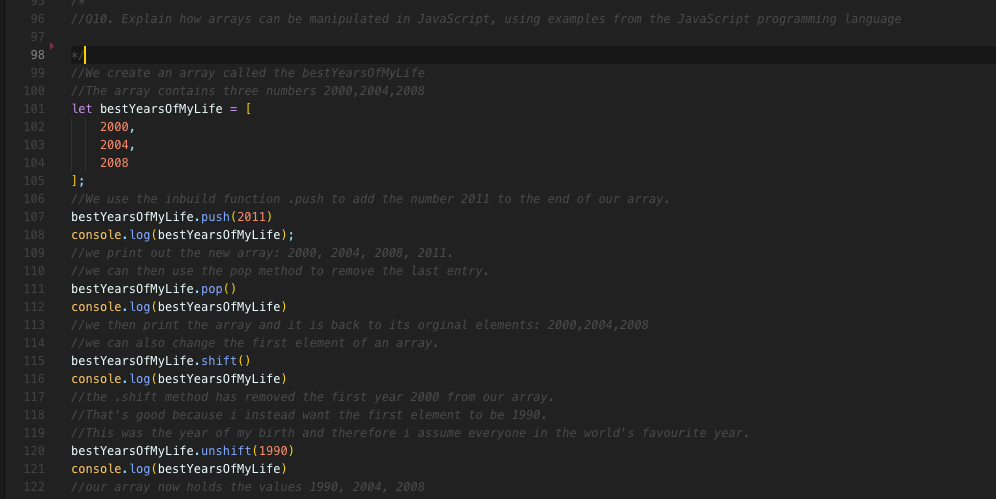 95 /*
96 //Q10. Explain how arrays can be manipulated in JavaScript, using examples from the JavaScript programming language
97
98 */
99 //We create an array called the bestYearsOfMyLife
100 //The array contains three numbers 2000,2004,2008
101 let bestYearsOfMyLife = [
102 2000,
103 2004,
104 2008
105 ];
106 //We use the inbuild function .push to add the number 2011 to the end of our array.
107 bestYearsOfMyLife.push(2011)
108 console.log(bestYearsOfMyLife);
109 //we print out the new array: 2000, 2004, 2008, 2011.
110 //we can then use the pop method to remove the last entry.
111 bestYearsOfMyLife.pop()
112 console.log(bestYearsOfMyLife)
113 //we then print the array and it is back to its orginal elements: 2000,2004,2008
114 //we can also change the first element of an array.
115 bestYearsOfMyLife.shift()
116 console.log(bestYearsOfMyLife)
117 //the .shift method has removed the first year 2000 from our array.
118 //That's good because i instead want the first element to be 1990.
119 //This was the year of my birth and therefore i assume everyone in the world's favourite year.
120 bestYearsOfMyLife.unshift(1990)
121 console.log(bestYearsOfMyLife)
122 //our array now holds the values 1990, 2004, 2008